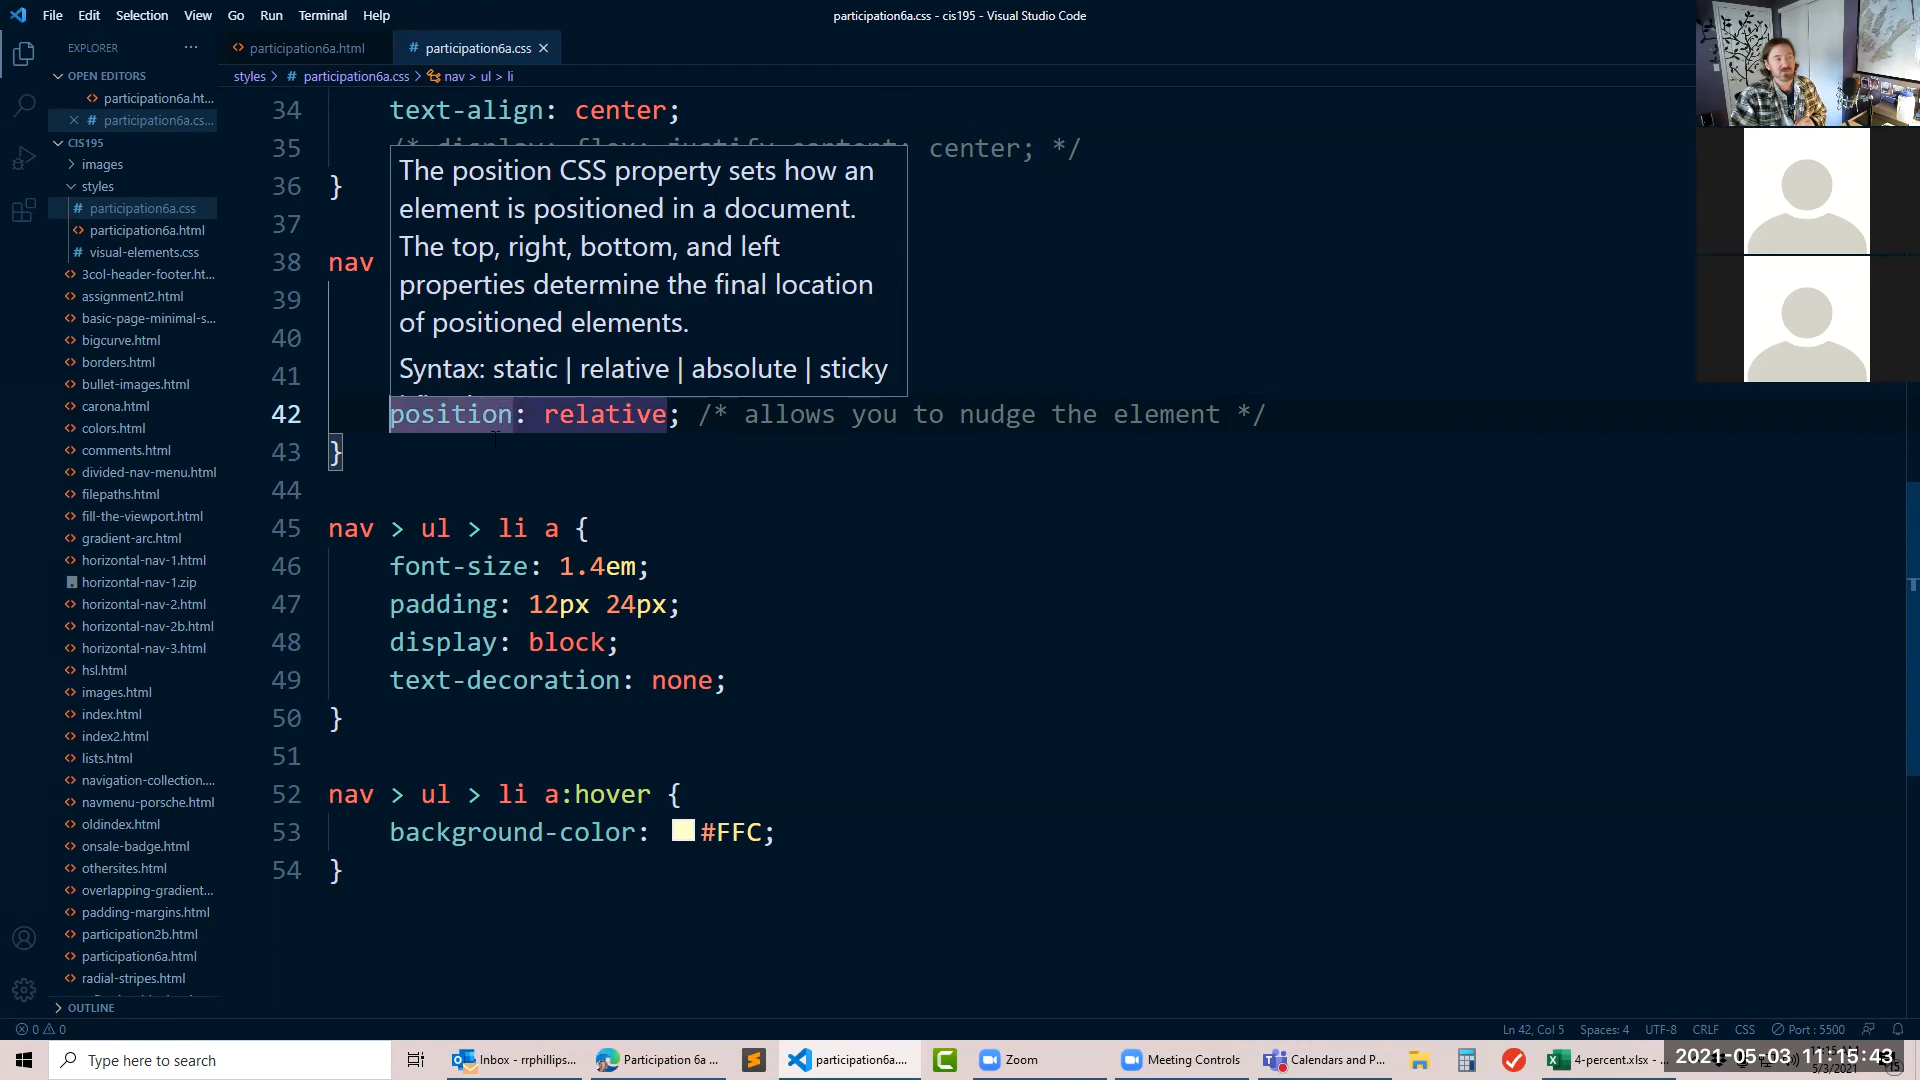 File Edit Selection View Go Run Terminal Help
participation6a.css - cis195 - Visual Studio Code
EXPLORER ···
participation6a.html
# participation6a.css ×
OPEN EDITORS
styles > # participation6a.css > nav > ul > li
participation6a.ht...
× # participation6a.cs...
CIS195
images
styles
# participation6a.css
participation6a.html
# visual-elements.css
3col-header-footer.ht...
assignment2.html
basic-page-minimal-s...
bigcurve.html
borders.html
bullet-images.html
carona.html
colors.html
comments.html
divided-nav-menu.html
filepaths.html
fill-the-viewport.html
gradient-arc.html
horizontal-nav-1.html
horizontal-nav-1.zip
horizontal-nav-2.html
horizontal-nav-2b.html
horizontal-nav-3.html
hsl.html
images.html
index.html
index2.html
lists.html
navigation-collection....
navmenu-porsche.html
oldindex.html
onsale-badge.html
othersites.html
overlapping-gradient...
padding-margins.html
participation2b.html
participation6a.html
radial-stripes.html
OUTLINE
34 text-align: center;
35 /* display: flex; justify-content: center; */
36 }
37
38 nav
39
40
41
The position CSS property sets how an
element is positioned in a document.
The top, right, bottom, and left
properties determine the final location
of positioned elements.
Syntax: static | relative | absolute | sticky
42 position: relative; /* allows you to nudge the element */
43 }
44
45 nav > ul > li a {
46 font-size: 1.4em;
47 padding: 12px 24px;
48 display: block;
49 text-decoration: none;
50 }
51
52 nav > ul > li a:hover {
53 background-color: #FFC;
54 }
0 0
Ln 42, Col 5 Spaces: 4 UTF-8 CRLF CSS Port : 5500
Type here to search
Inbox - rrphillips...
Participation 6a ...
participation6a....
Zoom
Meeting Controls
Calendars and P...
4-percent.xlsx - ...
2021-05-03 11:15:43
5/3/2021
15